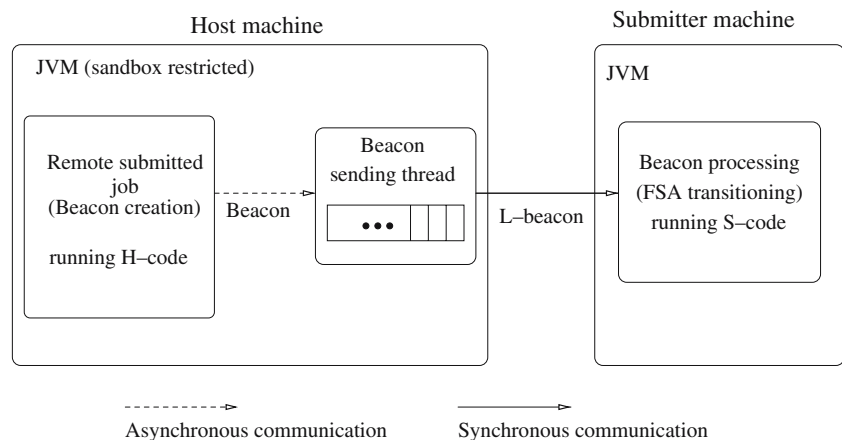 Host machine
Submitter machine
JVM (sandbox restricted)
JVM
Remote submitted
job
(Beacon creation)
running H–code
Beacon
Beacon
sending thread
L–beacon
Beacon processing
(FSA transitioning)
running S–code
Asynchronous communication
Synchronous communication